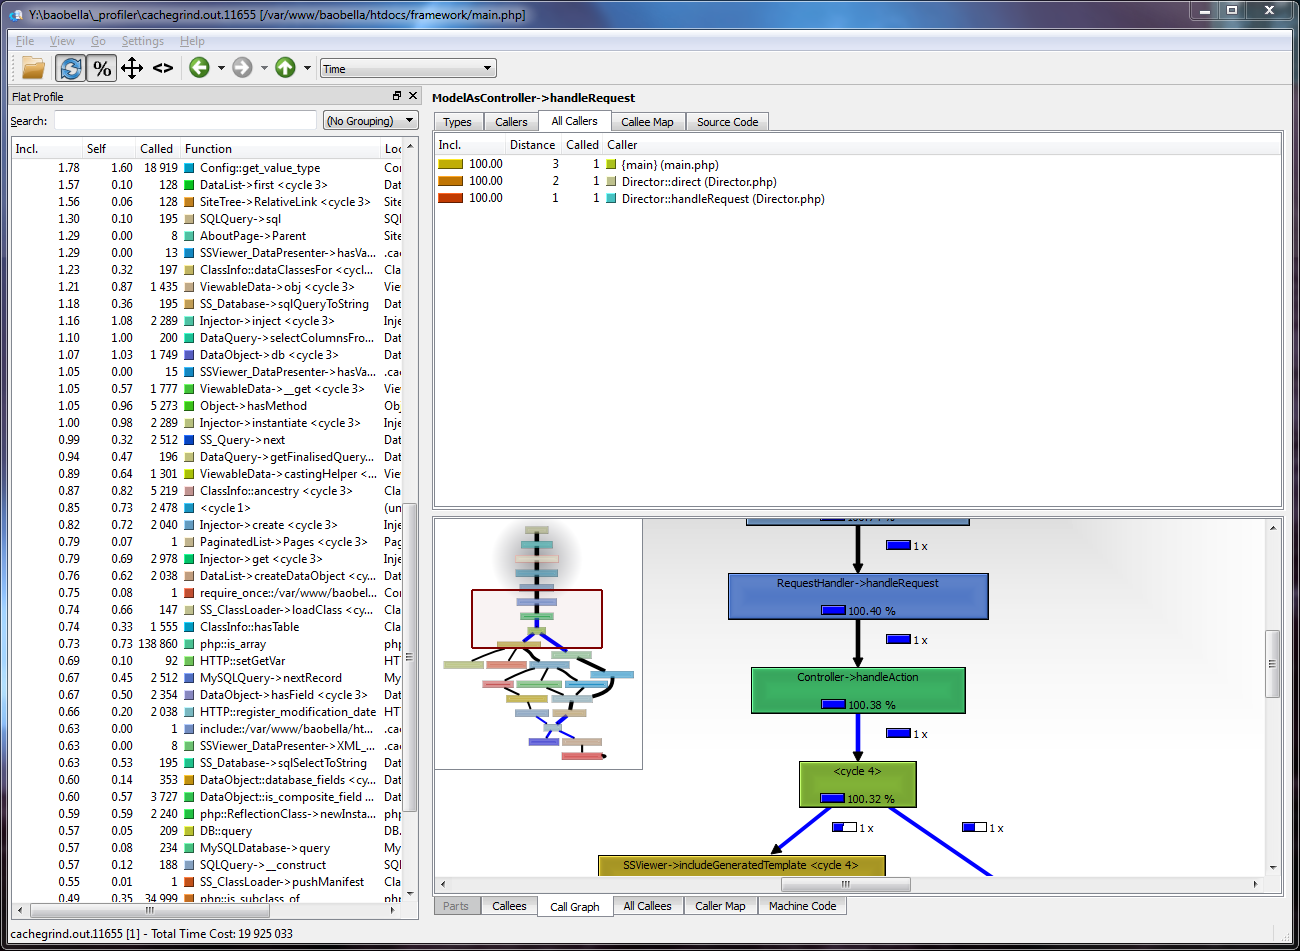 Y:\baobella\_profiler\cachegrind.out.11655 [/var/www/baobella/htdocs/framework/main.php]
File View Go Settings Help
% <> Time
Flat Profile
Search: (No Grouping)
Incl. Self Called Function Loc
1.78 1.60 18 919 Config::get_value_type Cor
1.57 0.10 128 DataList->first <cycle 3> Dat
1.56 0.06 128 SiteTree->RelativeLink <cycle 3> Site
1.30 0.10 195 SQLQuery->sql SQL
1.29 0.00 8 AboutPage->Parent Site
1.29 0.00 13 SSViewer_DataPresenter->hasVa... .cac
1.23 0.32 197 ClassInfo::dataClassesFor <cycl... Cla
1.21 0.87 1 435 ViewableData->obj <cycle 3> View
1.18 0.36 195 SS_Database->sqlQueryToString Dat
1.16 1.08 2 289 Injector->inject <cycle 3> Inje
1.10 1.00 200 DataQuery->selectColumnsFro... Dat
1.07 1.03 1 749 DataObject->db <cycle 3> Dat
1.05 0.00 15 SSViewer_DataPresenter->hasVa... .cac
1.05 0.57 1 777 ViewableData->__get <cycle 3> View
1.05 0.96 5 273 Object->hasMethod Obj
1.00 0.98 2 289 Injector->instantiate <cycle 3> Inje
0.99 0.32 2 512 SS_Query->next Dat
0.94 0.47 196 DataQuery->getFinalisedQuery... Dat
0.89 0.64 1 301 ViewableData->castingHelper <... View
0.87 0.82 5 219 ClassInfo::ancestry <cycle 3> Cla
0.85 0.73 2 478 <cycle 1> (un
0.82 0.72 2 040 Injector->create <cycle 3> Inje
0.79 0.07 1 PaginatedList->Pages <cycle 3> Pag
0.79 0.69 2 978 Injector->get <cycle 3> Inje
0.76 0.62 2 038 DataList->createDataObject <cy... Dat
0.75 0.08 1 require_once::/var/www/baobel... Cor
0.74 0.66 147 SS_ClassLoader->loadClass <cy... Cla
0.74 0.33 1 555 ClassInfo::hasTable Cla
0.73 0.73 138 860 php::is_array php
0.69 0.10 92 HTTP::setGetVar HT
0.67 0.45 2 512 MySQLQuery->nextRecord My
0.67 0.50 2 354 DataObject->hasField <cycle 3> Dat
0.66 0.20 2 038 HTTP::register_modification_date HT
0.63 0.00 1 include::/var/www/baobella/ht... .cac
0.63 0.00 8 SSViewer_DataPresenter->XML_... .cac
0.63 0.53 195 SS_Database->sqlSelectToString Dat
0.60 0.14 353 DataObject::database_fields <cy... Dat
0.60 0.57 3 727 DataObject::is_composite_field ... Dat
0.59 0.59 2 240 php::ReflectionClass->newInsta... php
0.57 0.05 209 DB::query DB.
0.57 0.08 234 MySQLDatabase->query My
0.57 0.12 188 SQLQuery->__construct SQL
0.55 0.01 1 SS_ClassLoader->pushManifest Cla
0.49 0.35 34 999 php::is_subclass_of php
ModelAsController->handleRequest
Types Callers All Callers Callee Map Source Code
Incl. Distance Called Caller
100.00 3 1 {main} (main.php)
100.00 2 1 Director::direct (Director.php)
100.00 1 1 Director::handleRequest (Director.php)
1 x
RequestHandler->handleRequest
100.40 %
1 x
Controller->handleAction
100.38 %
1 x
<cycle 4>
100.32 %
1 x 1 x
SSViewer->includeGeneratedTemplate <cycle 4>
Parts Callees Call Graph All Callees Caller Map Machine Code
cachegrind.out.11655 [1] - Total Time Cost: 19 925 033